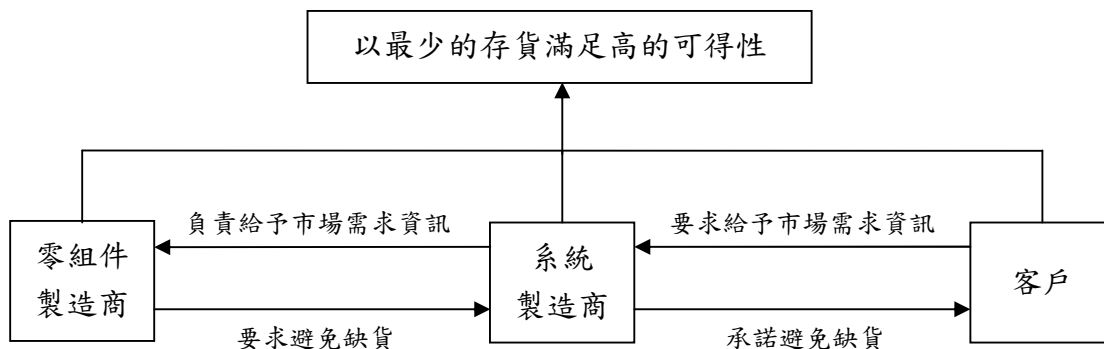 以最少的存貨滿足高的可得性
負責給予市場需求資訊
要求給予市場需求資訊
零組件
製造商
系統
製造商
客戶
要求避免缺貨
承諾避免缺貨